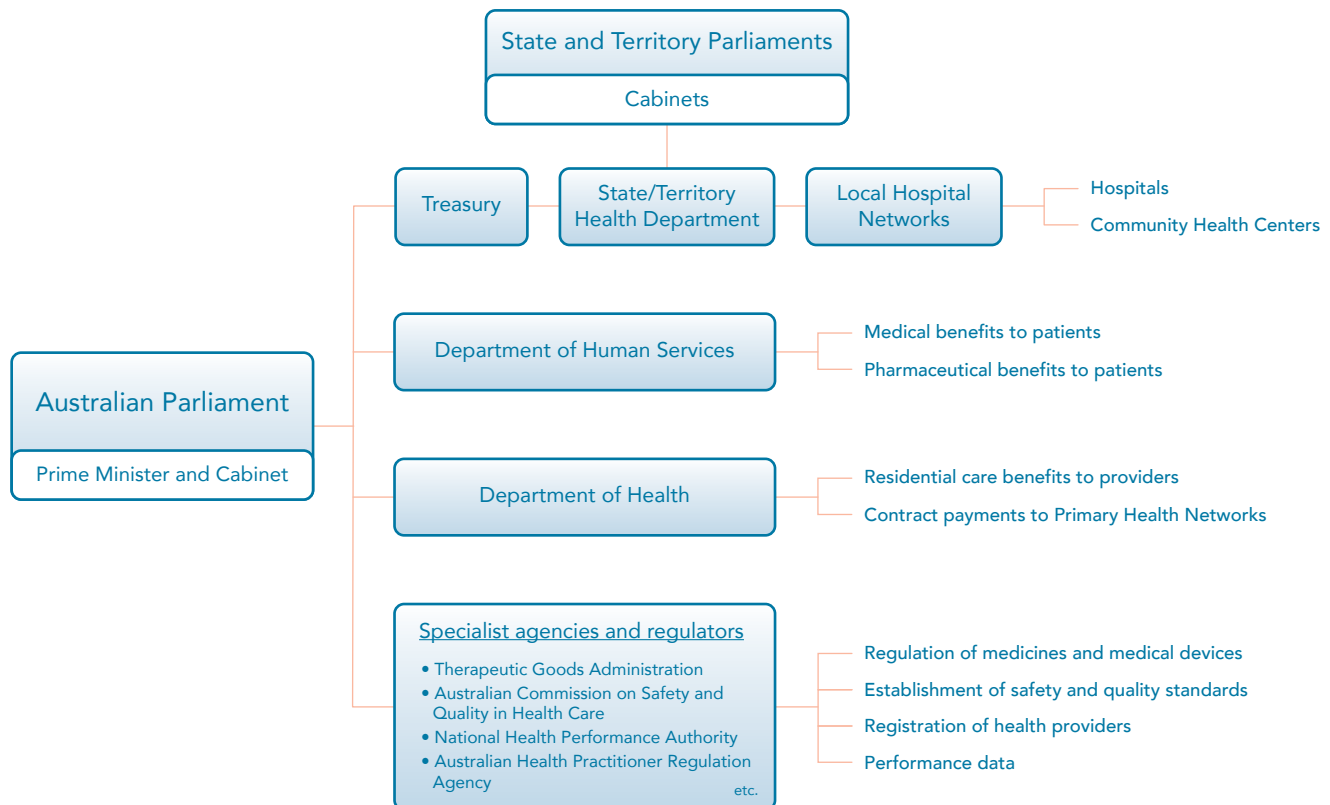 State and Territory Parliaments
Cabinets
Treasury
State/Territory
Health Department
Local Hospital
Networks
Hospitals
Community Health Centers
Australian Parliament
Prime Minister and Cabinet
Department of Human Services
Medical benefits to patients
Pharmaceutical benefits to patients
Department of Health
Residential care benefits to providers
Contract payments to Primary Health Networks
Specialist agencies and regulators
• Therapeutic Goods Administration
• Australian Commission on Safety and
Quality in Health Care
• National Health Performance Authority
• Australian Health Practitioner Regulation
Agency
etc.
Regulation of medicines and medical devices
Establishment of safety and quality standards
Registration of health providers
Performance data